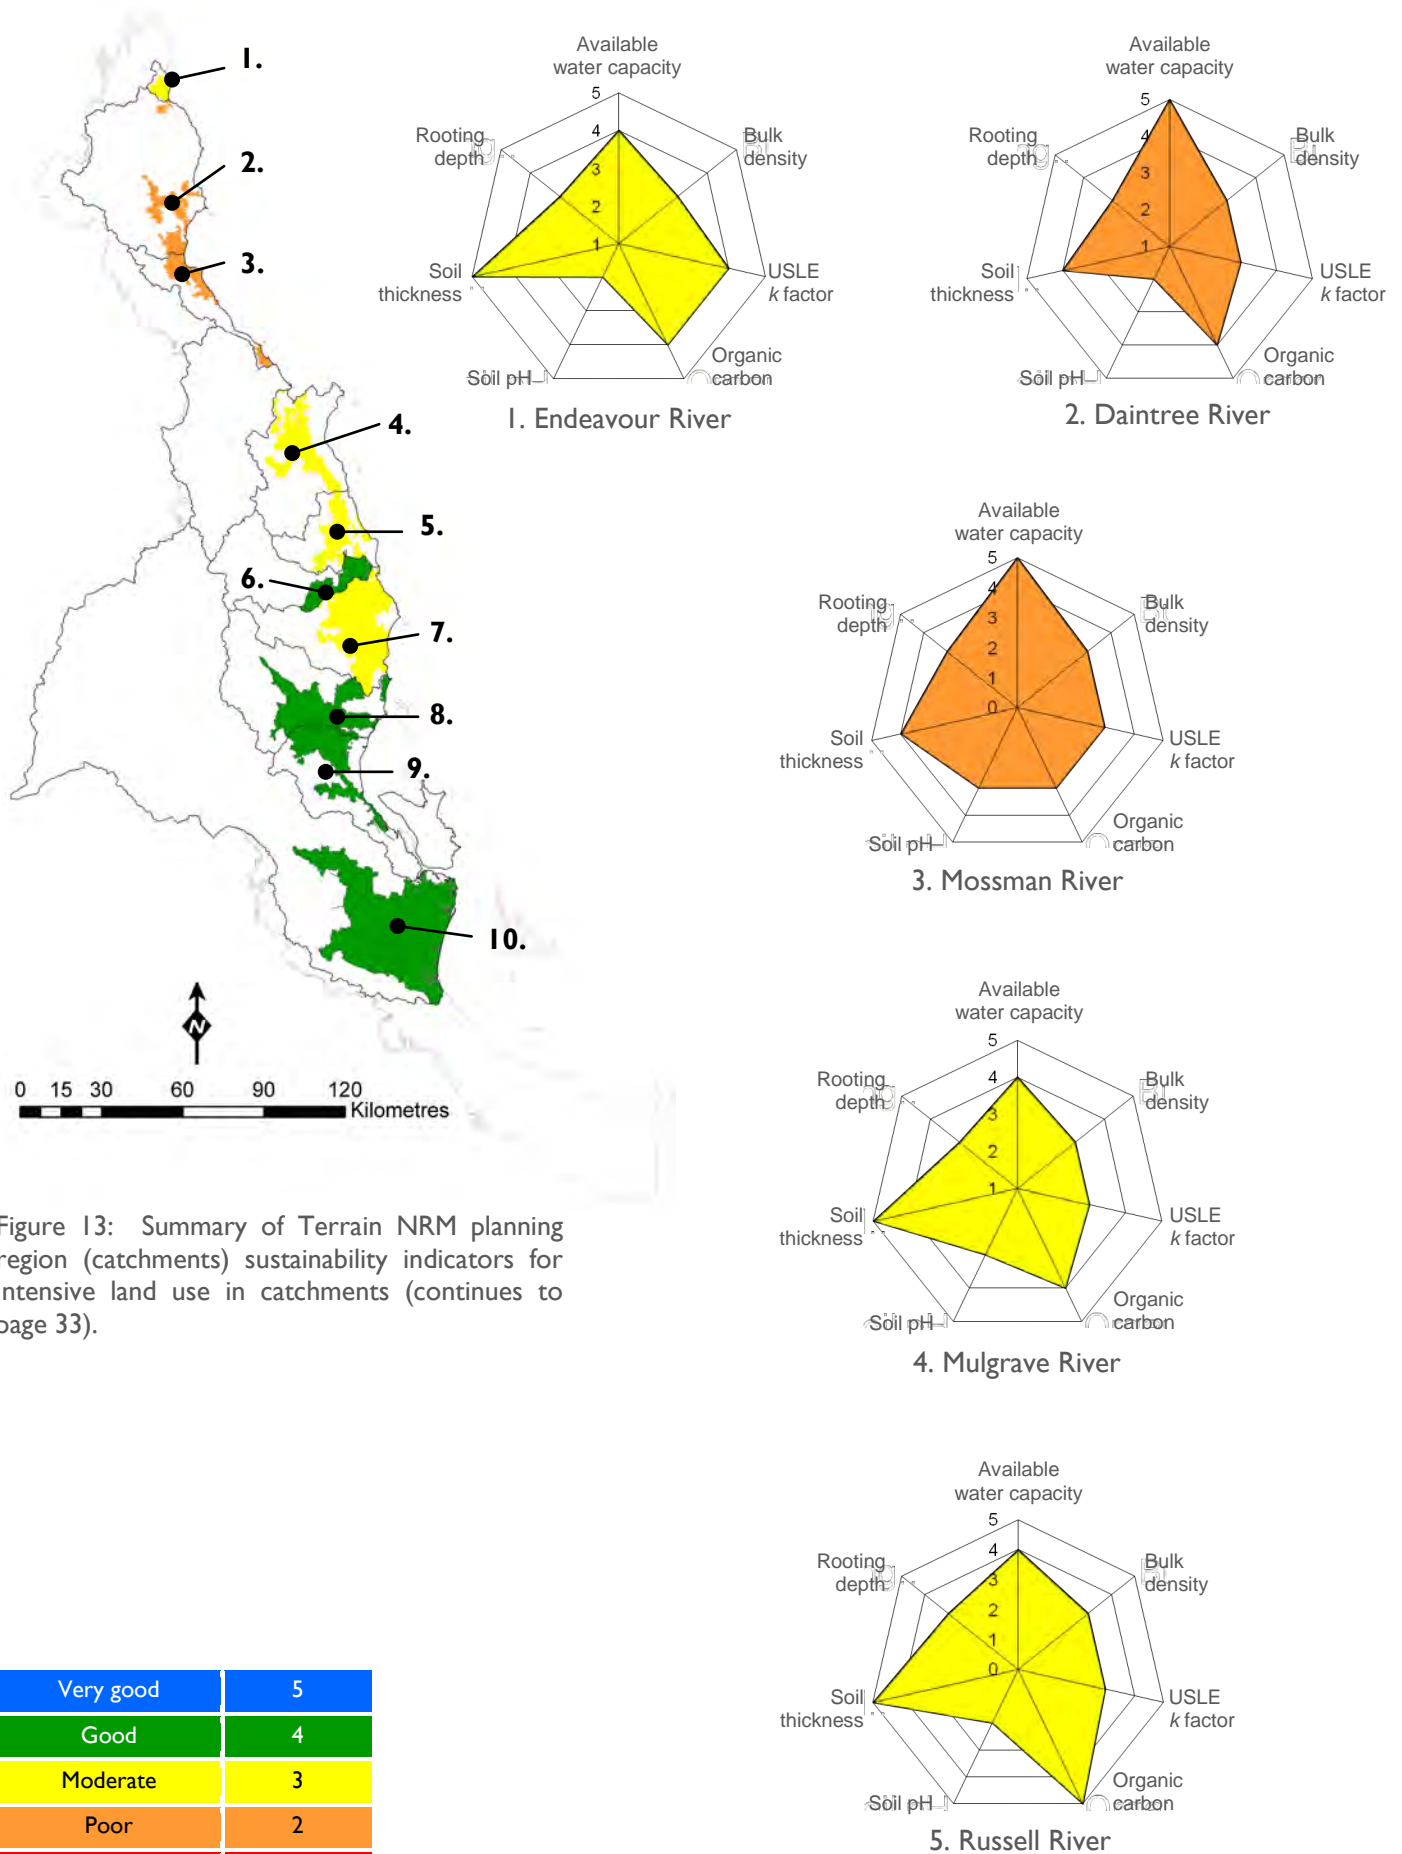 1.
2.
3.
4.
5.
6.
7.
8.
9.
10.
N
0 15 30 60 90 120
Kilometres
Figure 13: Summary of Terrain NRM planning
region (catchments) sustainability indicators for
intensive land use in catchments (continues to
page 33).
Very good 5
Good 4
Moderate 3
Poor 2
Available
water capacity
5
4
3
2
1
Rooting
depth
Bulk
density
Soil
thickness
USLE
k factor
Soil pH
Organic
carbon
1. Endeavour River
Available
water capacity
5
4
3
2
1
Rooting
depth
Bulk
density
Soil
thickness
USLE
k factor
Soil pH
Organic
carbon
2. Daintree River
Available
water capacity
5
4
3
2
1
0
Rooting
depth
Bulk
density
Soil
thickness
USLE
k factor
Soil pH
Organic
carbon
3. Mossman River
Available
water capacity
5
4
3
2
1
Rooting
depth
Bulk
density
Soil
thickness
USLE
k factor
Soil pH
Organic
carbon
4. Mulgrave River
Available
water capacity
5
4
3
2
1
0
Rooting
depth
Bulk
density
Soil
thickness
USLE
k factor
Soil pH
Organic
carbon
5. Russell River